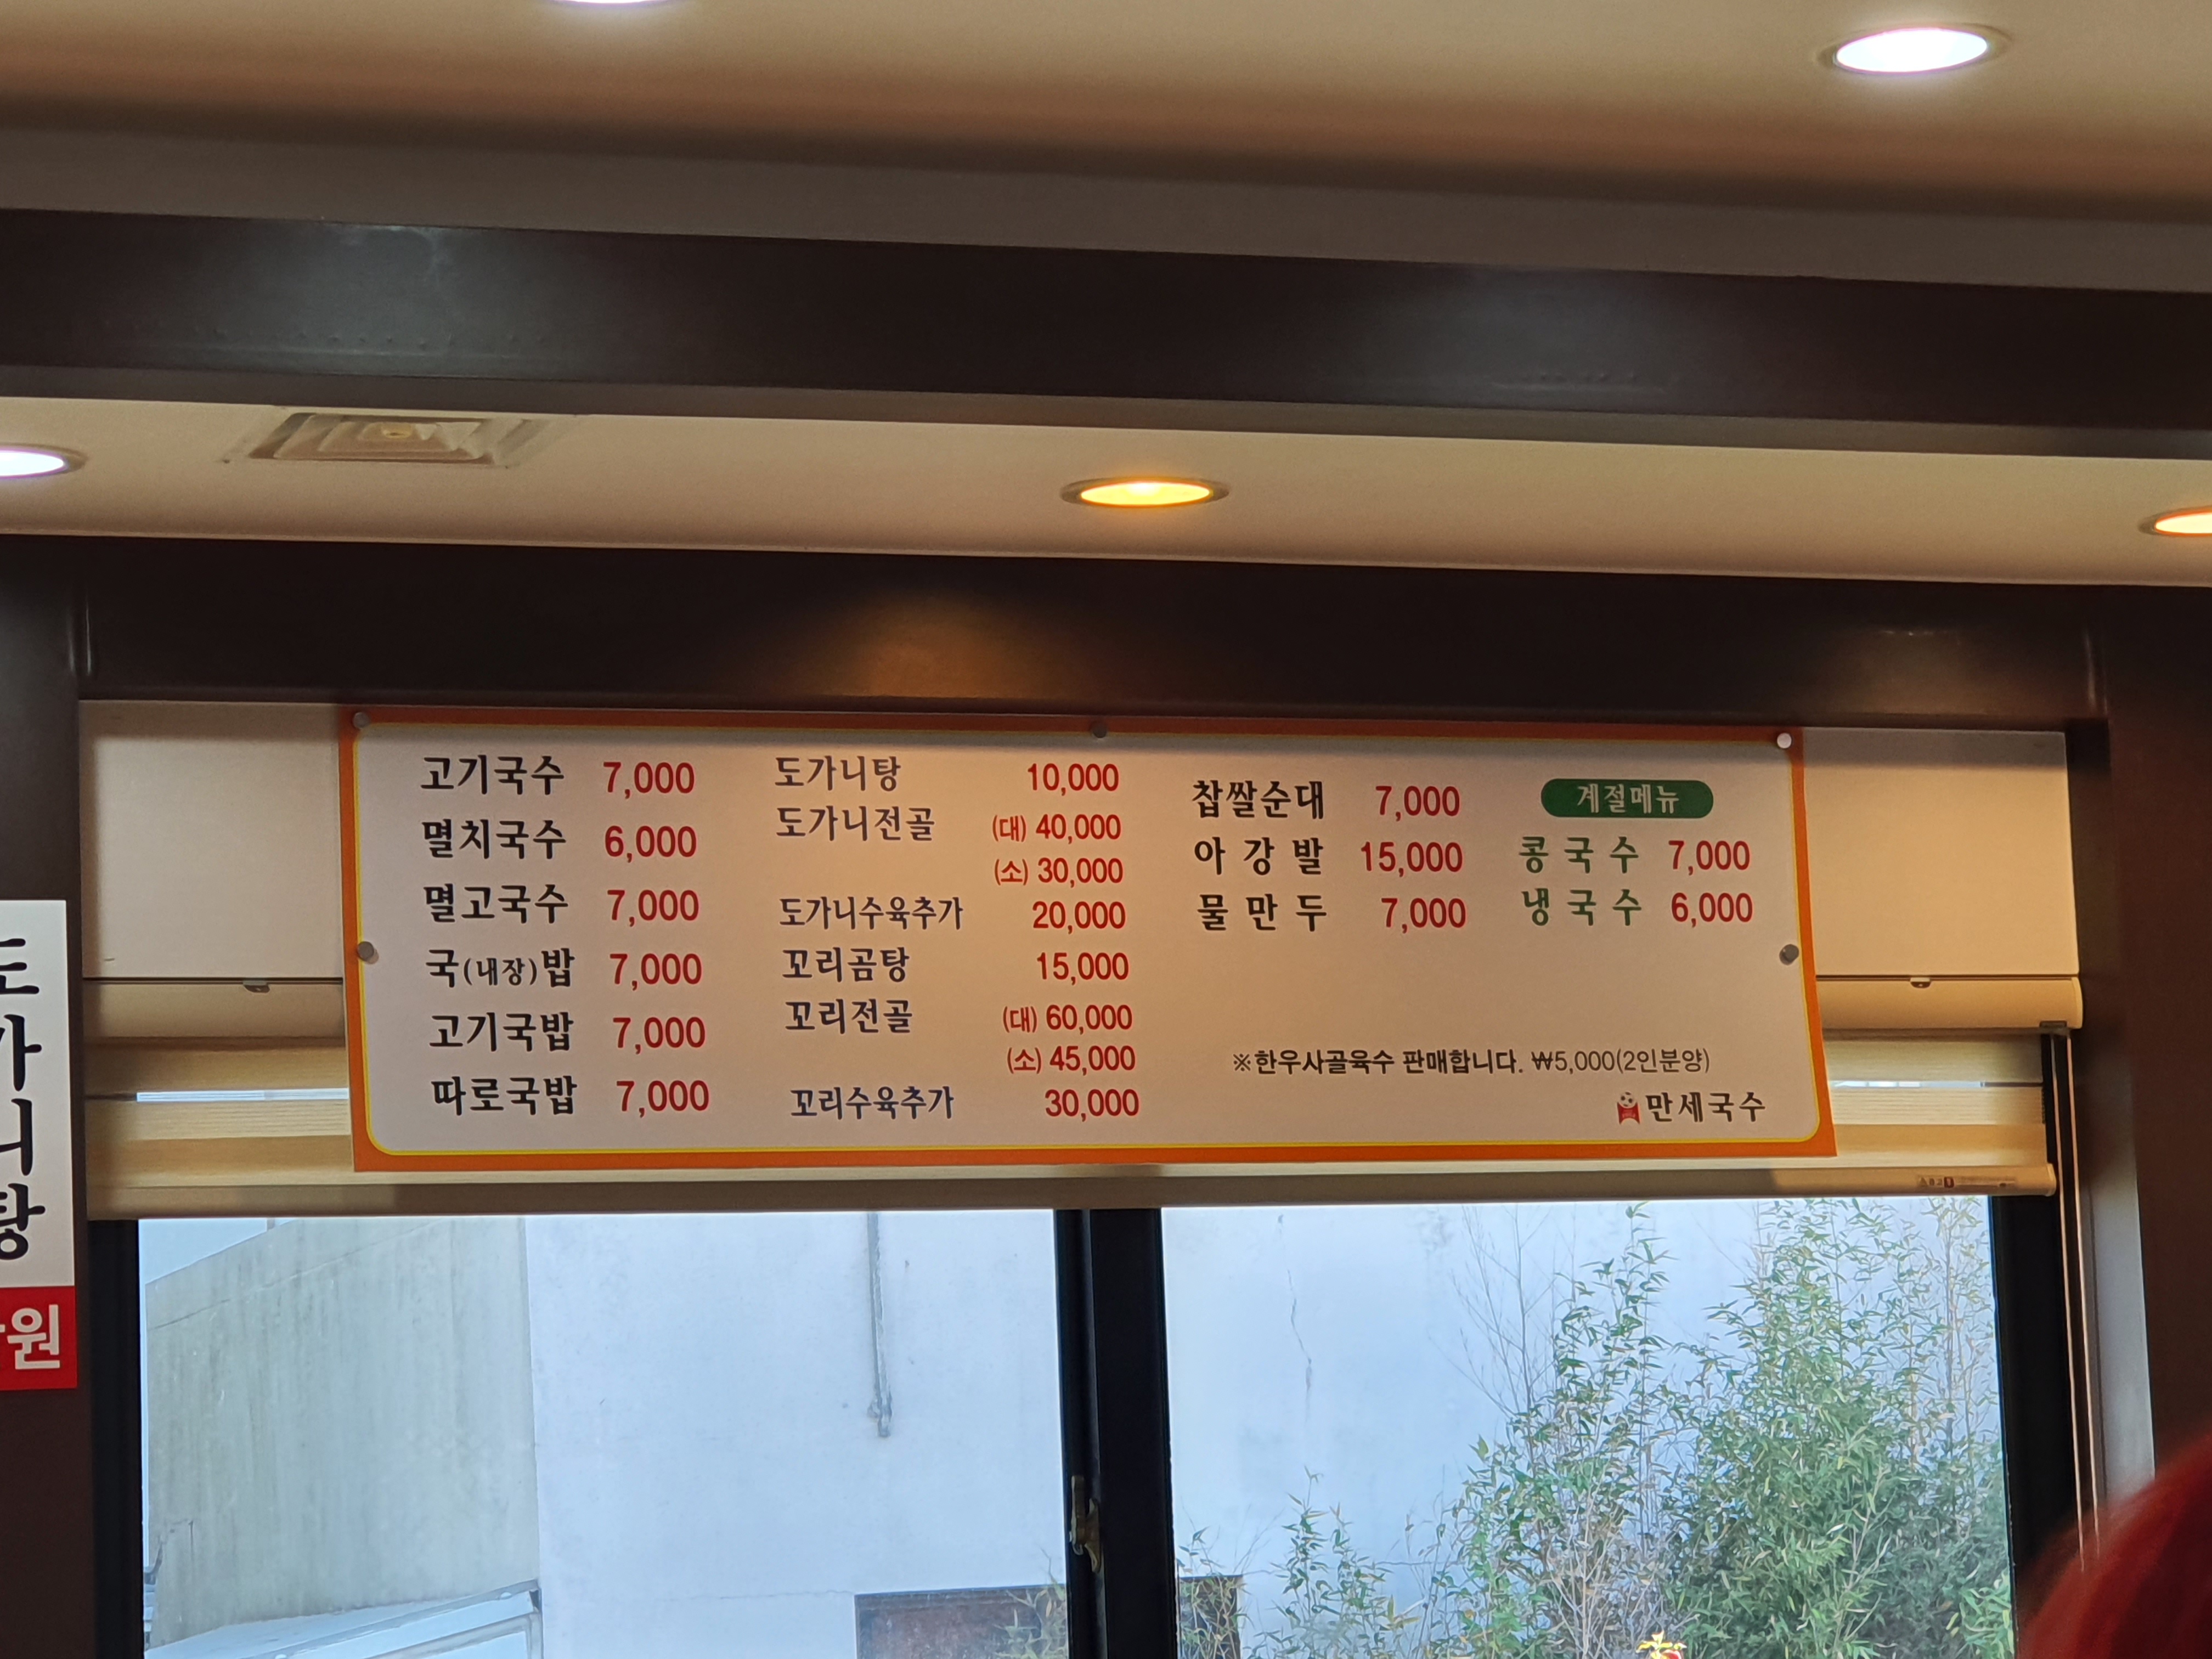 고기국수 7,000
멸치국수 6,000
멸고국수 7,000
국(내장)밥 7,000
고기국밥 7,000
따로국밥 7,000
도가니탕 10,000
도가니전골 (대) 40,000
(소) 30,000
도가니수육추가 20,000
꼬리곰탕 15,000
꼬리전골 (대) 60,000
(소) 45,000
꼬리수육추가 30,000
찹쌀순대 7,000
아강발 15,000
물만두 7,000
계절메뉴
콩국수 7,000
냉국수 6,000
※한우사골육수 판매합니다. ₩5,000(2인분양)
만세국수
도가니탕
원